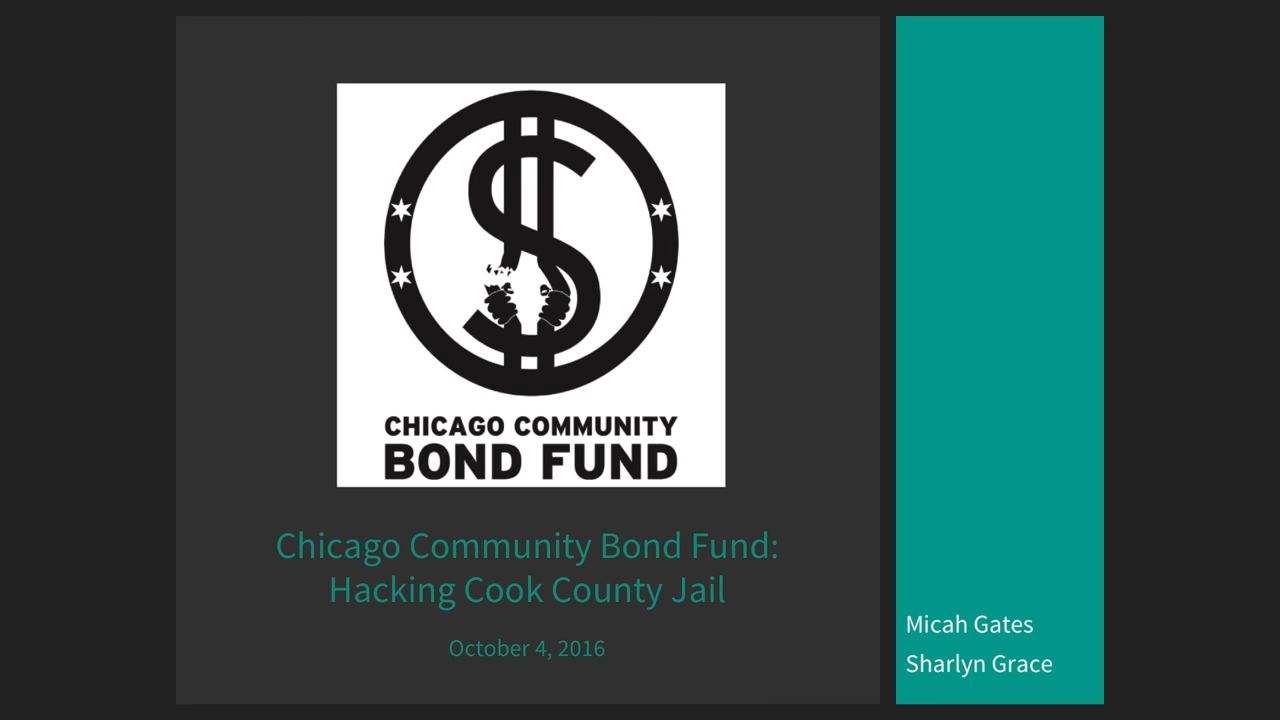 CHICAGO COMMUNITY
BOND FUND
Chicago Community Bond Fund:
Hacking Cook County Jail
October 4, 2016
Micah Gates
Sharlyn Grace